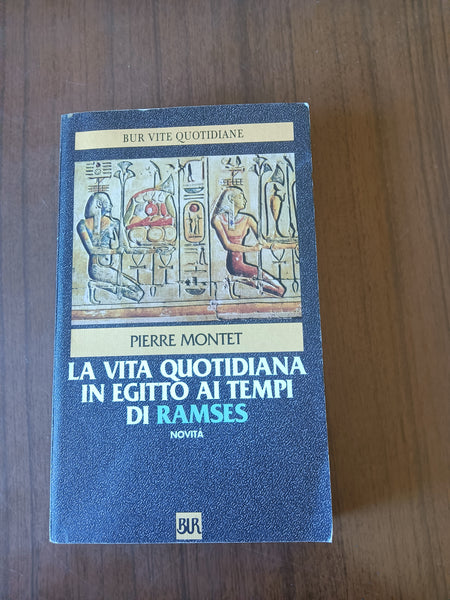 BUR VITE QUOTIDIANE
PIERRE MONTET
LA VITA QUOTIDIANA
IN EGITTO AI TEMPI
DI RAMSES
NOVITÀ
BUR